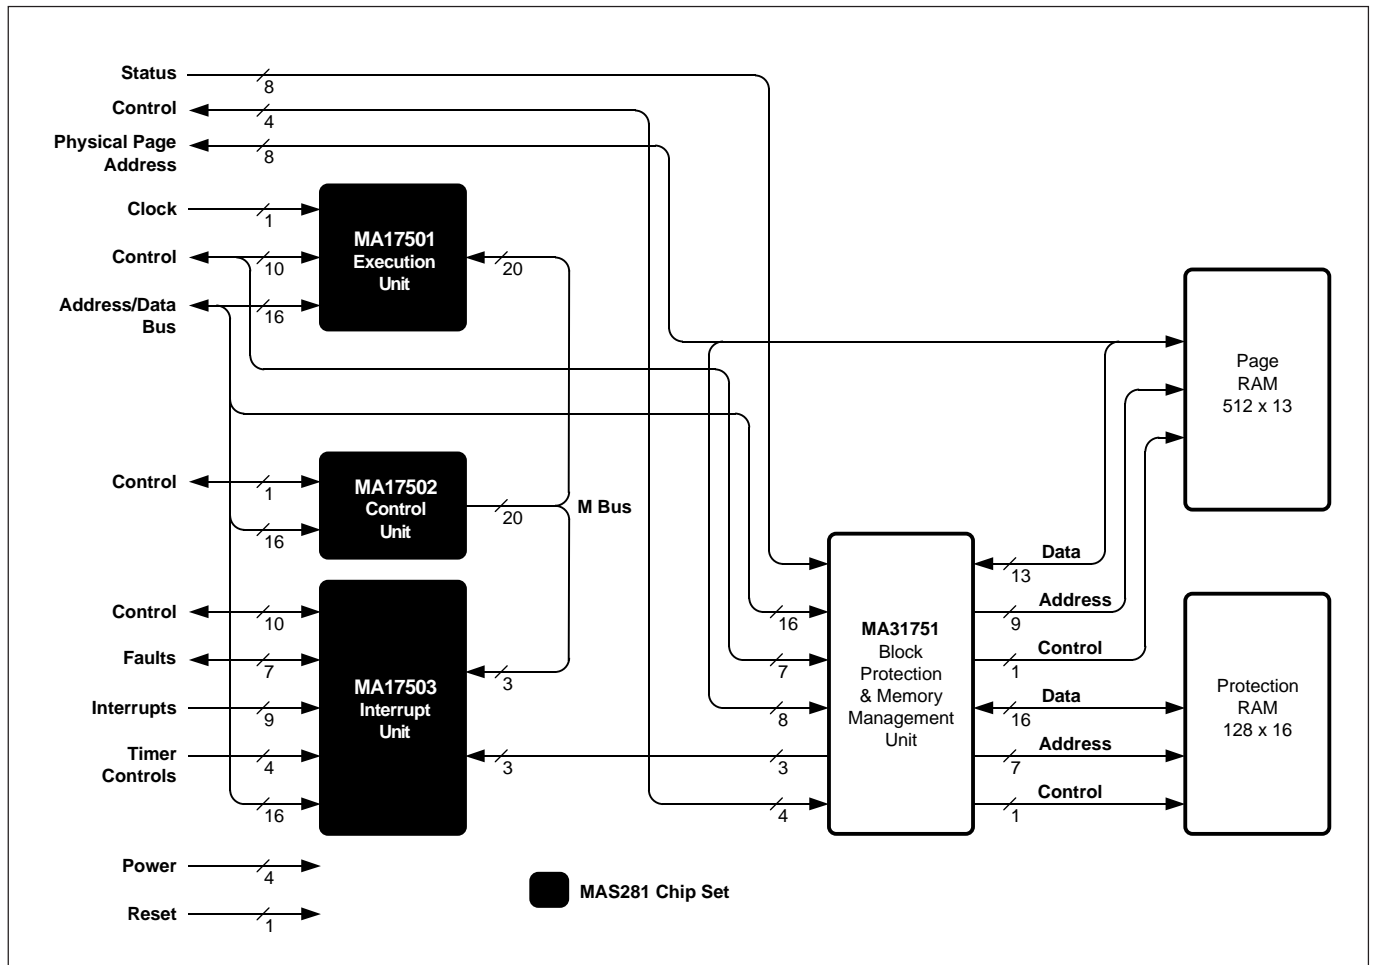 Status
8
Control
4
Physical Page
Address
8
Clock
1
MA17501
Execution
Unit
Control
10
20
Address/Data
Bus
16
Page
RAM
512 x 13
Control
1
MA17502
Control
Unit
20
M Bus
16
Control
10
Faults
7
MA17503
Interrupt
Unit
3
Interrupts
9
Timer
Controls
4
3
16
16
7
8
3
4
MA31751
Block
Protection
& Memory
Management
Unit
Data
13
Address
9
Control
1
Data
16
Address
7
Control
1
Protection
RAM
128 x 16
Power
4
Reset
1
MAS281 Chip Set